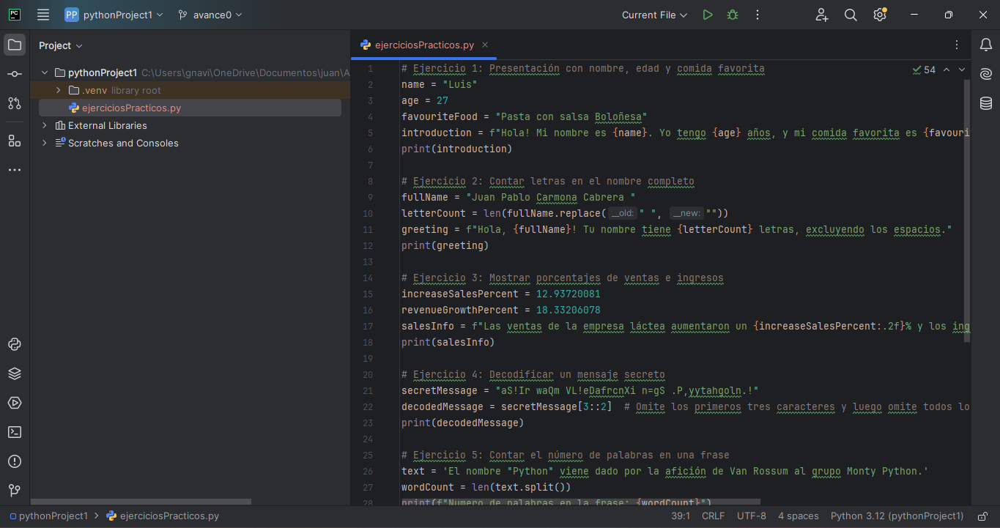 PC
PP pythonProject1 avance0 Current File
Project
pythonProject1 C:\Users\gnavi\OneDrive\Documentos\juan\A
.venv library root
ejerciciosPracticos.py
External Libraries
Scratches and Consoles
ejerciciosPracticos.py
54
1 # Ejercicio 1: Presentación con nombre, edad y comida favorita
2 name = "Luis"
3 age = 27
4 favouriteFood = "Pasta con salsa Boloñesa"
5 introduction = f"Hola! Mi nombre es {name}. Yo tengo {age} años, y mi comida favorita es {favouri
6 print(introduction)
7
8 # Ejercicio 2: Contar letras en el nombre completo
9 fullName = "Juan Pablo Carmona Cabrera "
10 letterCount = len(fullName.replace( __old: " ", __new: ""))
11 greeting = f"Hola, {fullName}! Tu nombre tiene {letterCount} letras, excluyendo los espacios."
12 print(greeting)
13
14 # Ejercicio 3: Mostrar porcentajes de ventas e ingresos
15 increaseSalesPercent = 12.93720081
16 revenueGrowthPercent = 18.33206078
17 salesInfo = f"Las ventas de la empresa láctea aumentaron un {increaseSalesPercent:.2f}% y los ing
18 print(salesInfo)
19
20 # Ejercicio 4: Decodificar un mensaje secreto
21 secretMessage = "aS!Ir waQm VL!eDafrcnXi n=gS .P,yytahgoln.!"
22 decodedMessage = secretMessage[3::2] # Omite los primeros tres caracteres y luego omite todos lo
23 print(decodedMessage)
24
25 # Ejercicio 5: Contar el número de palabras en una frase
26 text = 'El nombre "Python" viene dado por la afición de Van Rossum al grupo Monty Python.'
27 wordCount = len(text.split())
28 print(f"Numero de palabras en la frase: {wordCount}")
pythonProject1 ejerciciosPracticos.py 39:1 CRLF UTF-8 4 spaces Python 3.12 (pythonProject1)